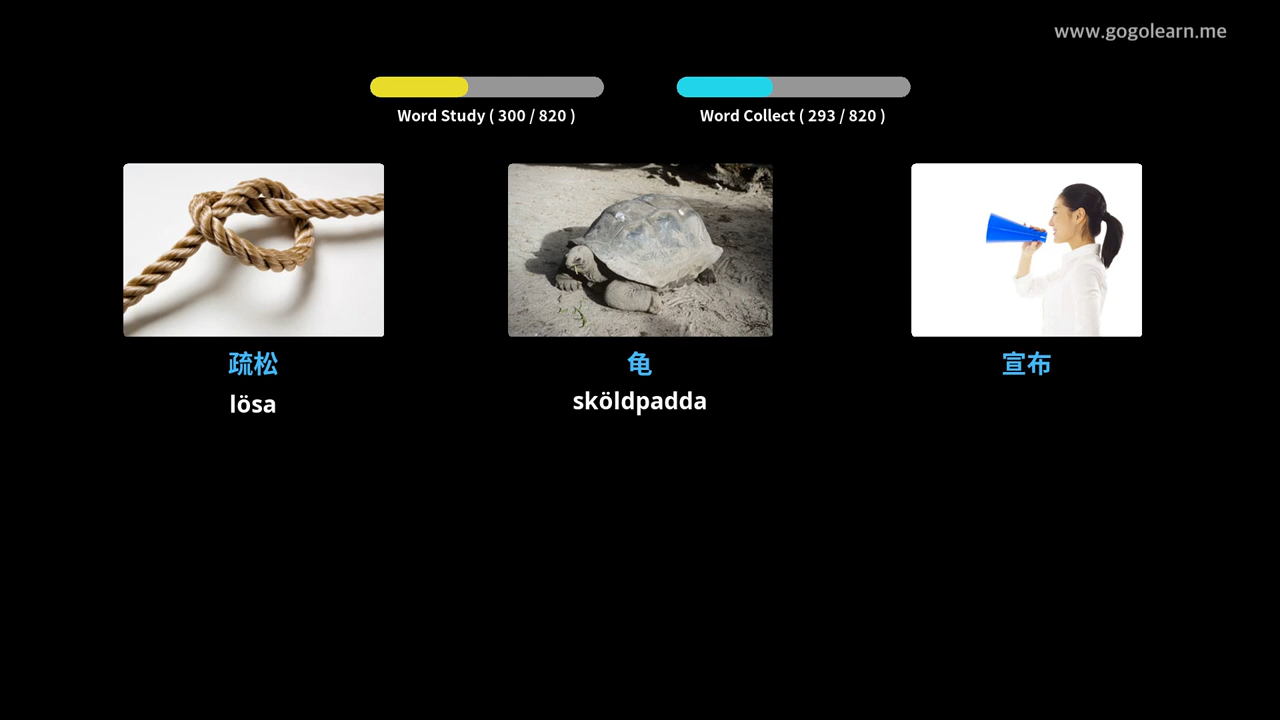 www.gogolearn.me
Word Study ( 300 / 820 )
Word Collect ( 293 / 820 )
疏松
龟
宣布
lösa
sköldpadda